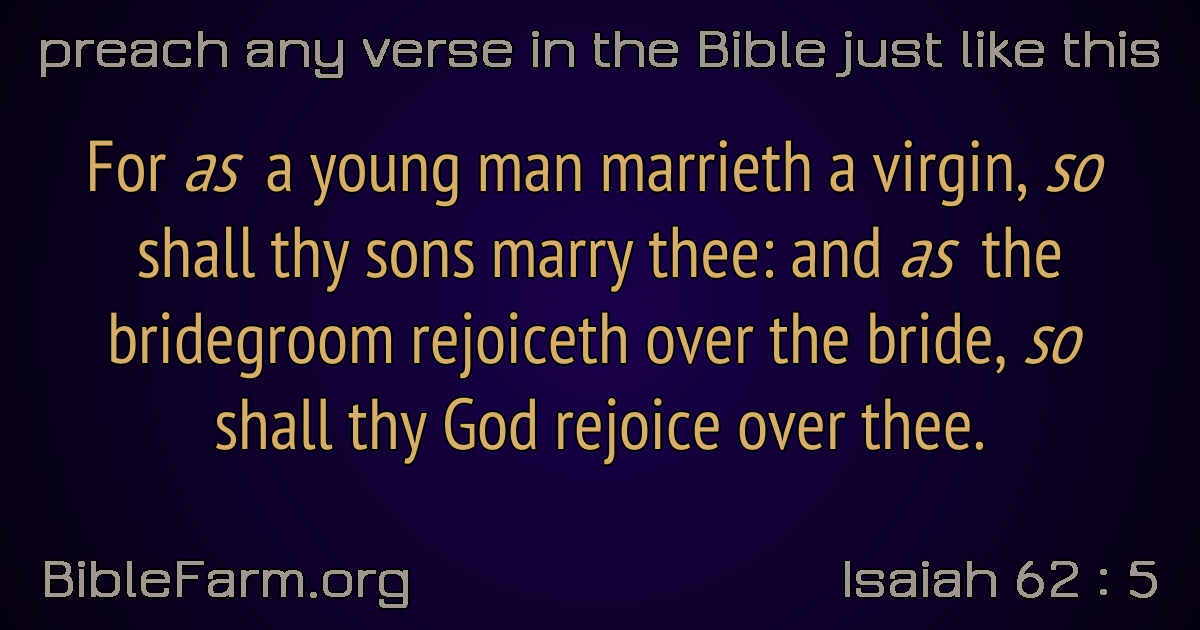 preach any verse in the Bible just like this
For as a young man marrieth a virgin, so
shall thy sons marry thee: and as the
bridegroom rejoiceth over the bride, so
shall thy God rejoice over thee.
BibleFarm.org
Isaiah 62 : 5